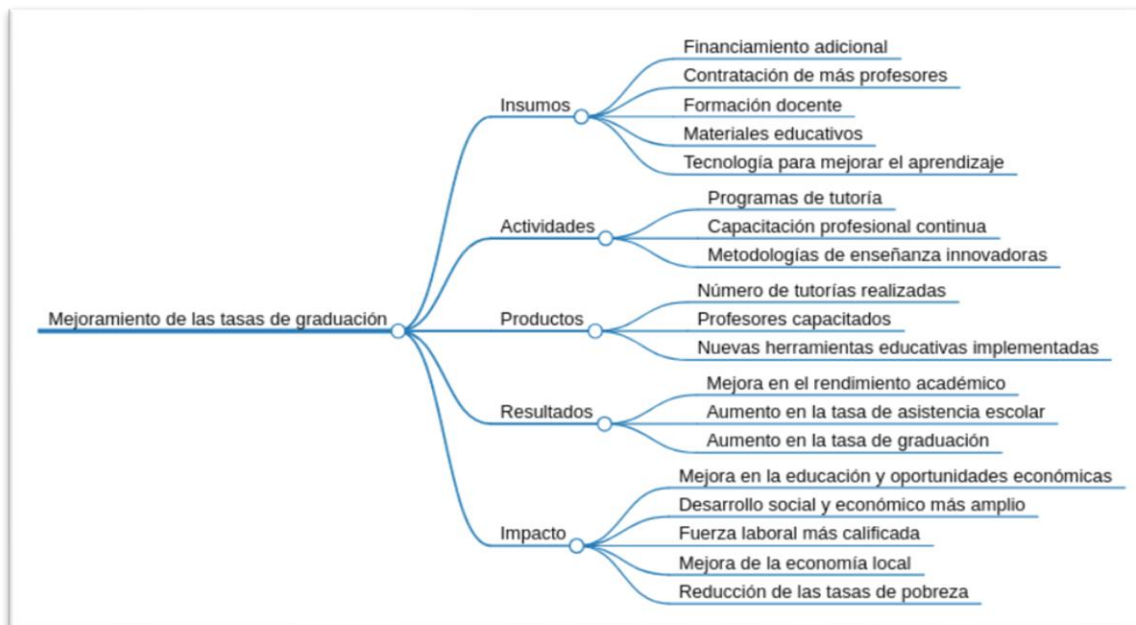 Mejoramiento de las tasas de graduación
Insumos
Financiamiento adicional
Contratación de más profesores
Formación docente
Materiales educativos
Tecnología para mejorar el aprendizaje
Actividades
Programas de tutoría
Capacitación profesional continua
Metodologías de enseñanza innovadoras
Productos
Número de tutorías realizadas
Profesores capacitados
Nuevas herramientas educativas implementadas
Resultados
Mejora en el rendimiento académico
Aumento en la tasa de asistencia escolar
Aumento en la tasa de graduación
Impacto
Mejora en la educación y oportunidades económicas
Desarrollo social y económico más amplio
Fuerza laboral más calificada
Mejora de la economía local
Reducción de las tasas de pobreza